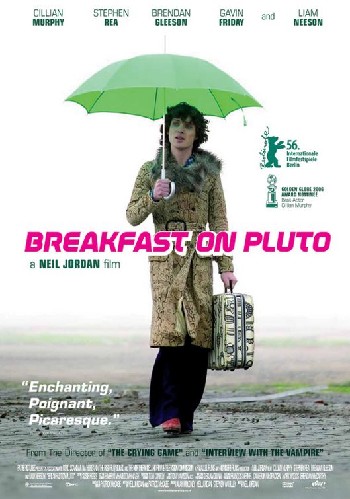 CILLIAN MURPHY
STEPHEN REA
BRENDAN GLEESON
GAVIN FRIDAY
and
LIAM NEESON
56.
Internationale
Filmfestspiele
Berlin
GOLDEN GLOBE 2006
AWARD NOMINEE
Best Actor
Cillian Murphy
BREAKFAST ON PLUTO
a NEIL JORDAN film
"Enchanting,
Poignant,
Picaresque."
From The Director Of "THE CRYING GAME" and "INTERVIEW WITH THE VAMPIRE"